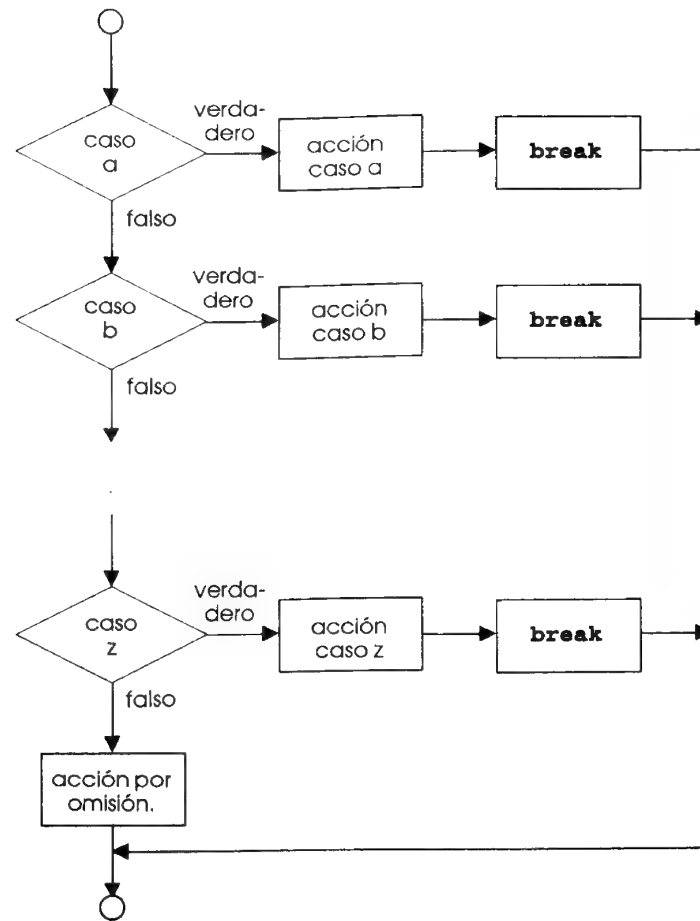 verda-
dero
caso
a
acción
caso a
break
falso
verda-
dero
caso
b
acción
caso b
break
falso
verda-
dero
caso
z
acción
caso z
break
falso
acción por
omisión.